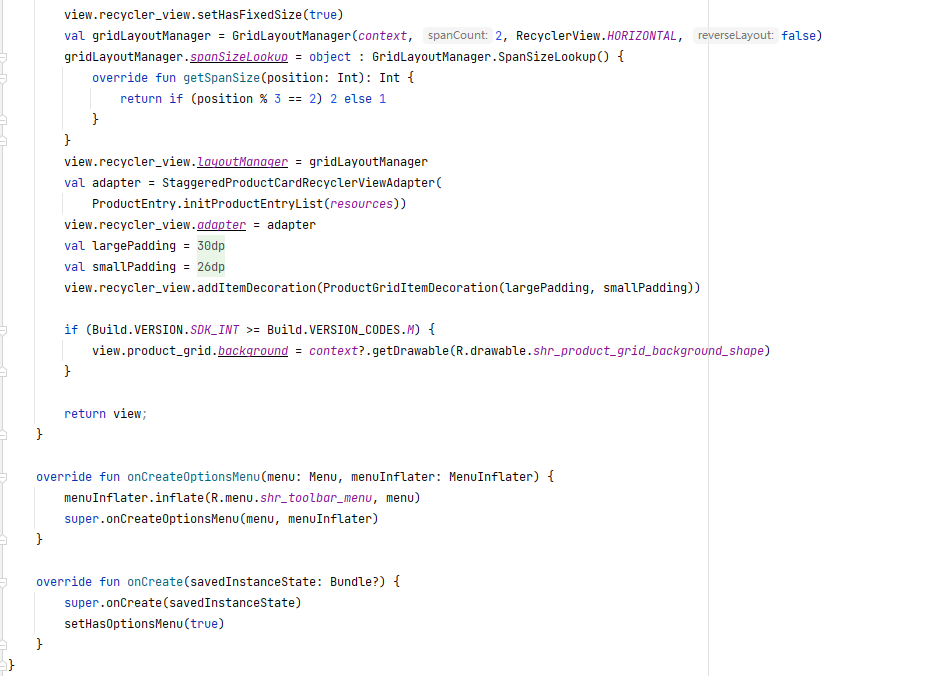 view.recycler_view.setHasFixedSize(true)
val gridLayoutManager = GridLayoutManager(context, spanCount: 2, RecyclerView.HORIZONTAL, reverseLayout: false)
gridLayoutManager.spanSizeLookup = object : GridLayoutManager.SpanSizeLookup() {
override fun getSpanSize(position: Int): Int {
return if (position % 3 == 2) 2 else 1
}
}
view.recycler_view.layoutManager = gridLayoutManager
val adapter = StaggeredProductCardRecyclerViewAdapter(
ProductEntry.initProductEntryList(resources))
view.recycler_view.adapter = adapter
val largePadding = 30dp
val smallPadding = 26dp
view.recycler_view.addItemDecoration(ProductGridItemDecoration(largePadding, smallPadding))
if (Build.VERSION.SDK_INT >= Build.VERSION_CODES.M) {
view.product_grid.background = context?.getDrawable(R.drawable.shr_product_grid_background_shape)
}
return view;
}
override fun onCreateOptionsMenu(menu: Menu, menuInflater: MenuInflater) {
menuInflater.inflate(R.menu.shr_toolbar_menu, menu)
super.onCreateOptionsMenu(menu, menuInflater)
}
override fun onCreate(savedInstanceState: Bundle?) {
super.onCreate(savedInstanceState)
setHasOptionsMenu(true)
}
}